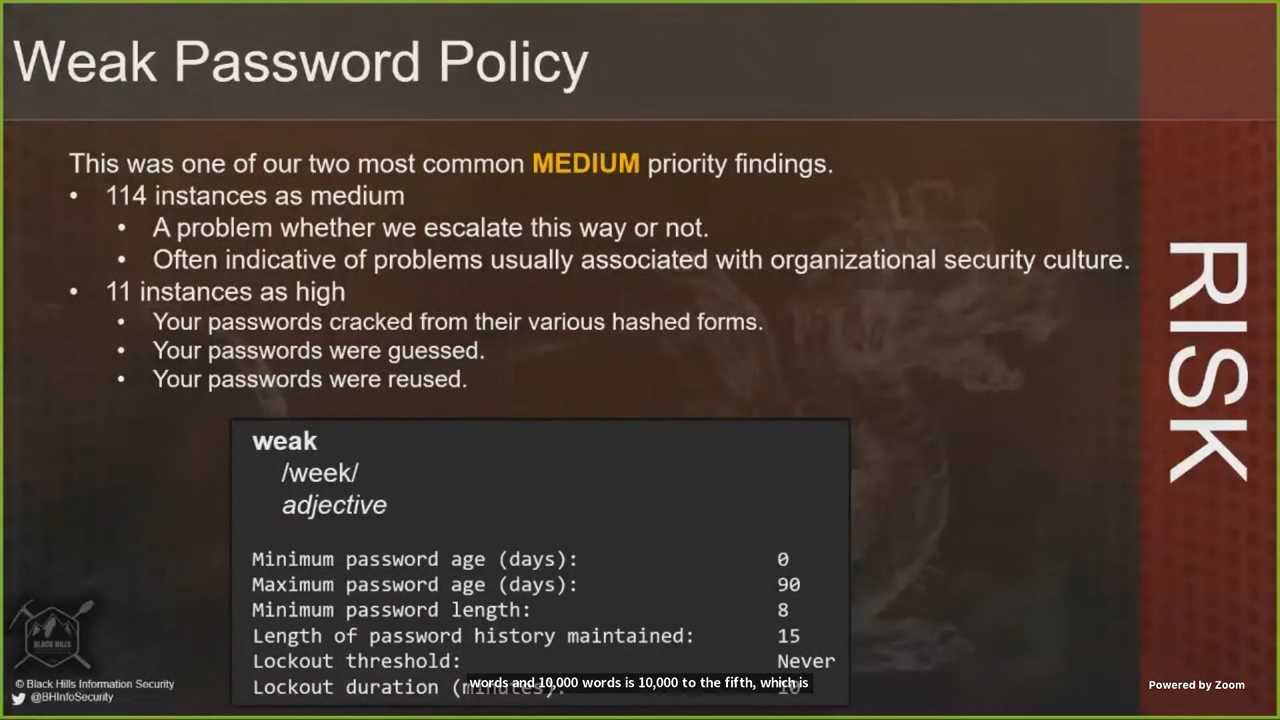 Weak Password Policy
This was one of our two most common MEDIUM priority findings.
• 114 instances as medium
• A problem whether we escalate this way or not.
• Often indicative of problems usually associated with organizational security culture.
• 11 instances as high
• Your passwords cracked from their various hashed forms.
• Your passwords were guessed.
• Your passwords were reused.
RISK
weak
/week/
adjective
Minimum password age (days): 0
Maximum password age (days): 90
Minimum password length: 8
Length of password history maintained: 15
Lockout threshold: Never
Lockout duration (minutes): 10
words and 10,000 words is 10,000 to the fifth, which is
BLACK HILLS
© Black Hills Information Security
@BHInfoSecurity
Powered by Zoom